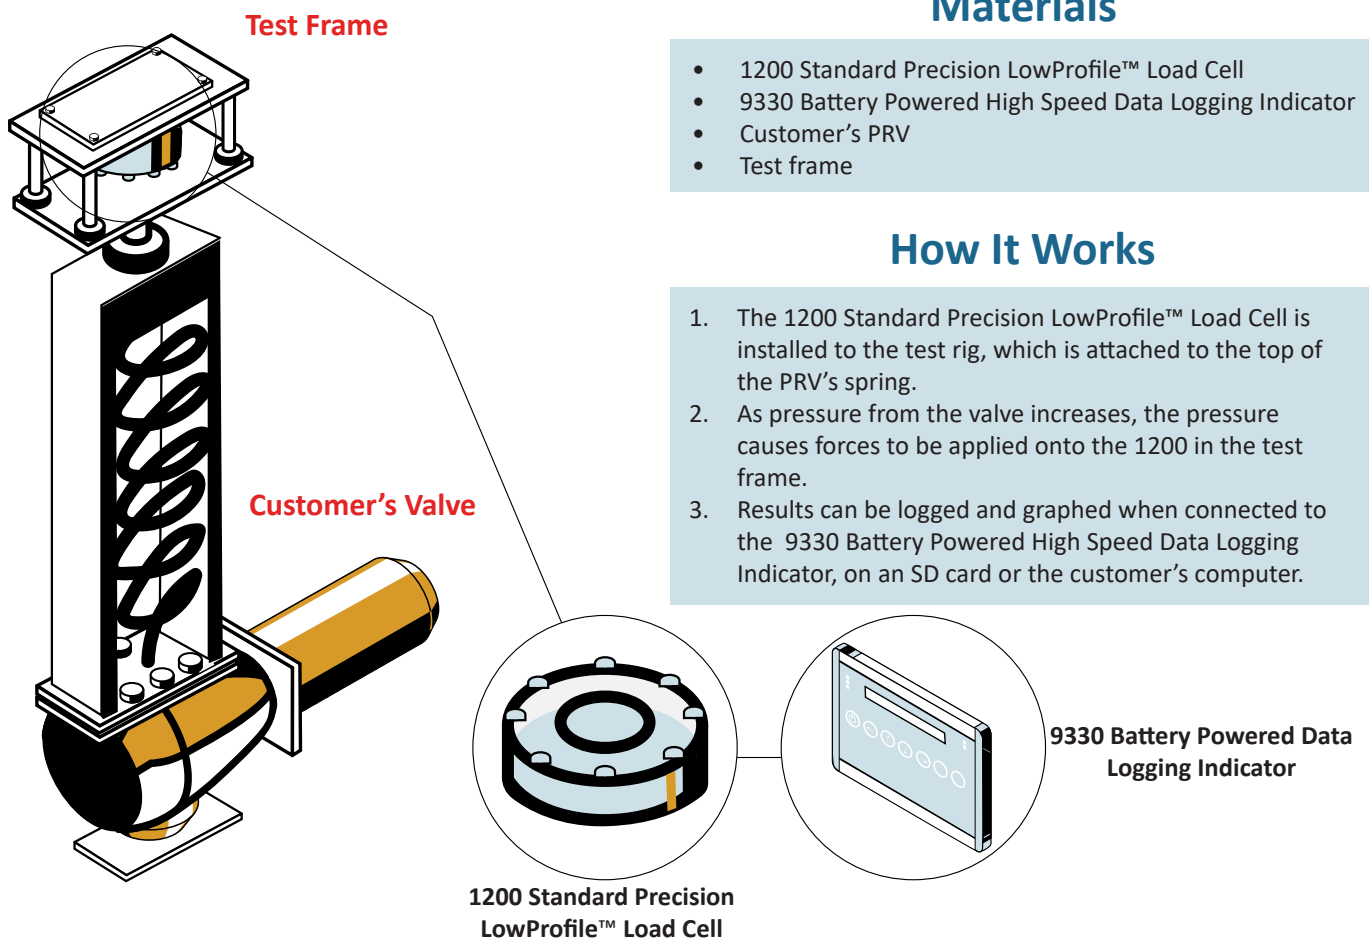 Test Frame
Materials
• 1200 Standard Precision LowProfile™ Load Cell
• 9330 Battery Powered High Speed Data Logging Indicator
• Customer’s PRV
• Test frame
How It Works
1. The 1200 Standard Precision LowProfile™ Load Cell is
installed to the test rig, which is attached to the top of
the PRV’s spring.
2. As pressure from the valve increases, the pressure
causes forces to be applied onto the 1200 in the test
frame.
3. Results can be logged and graphed when connected to
the 9330 Battery Powered High Speed Data Logging
Indicator, on an SD card or the customer’s computer.
Customer’s Valve
9330 Battery Powered Data
Logging Indicator
1200 Standard Precision
LowProfile™ Load Cell